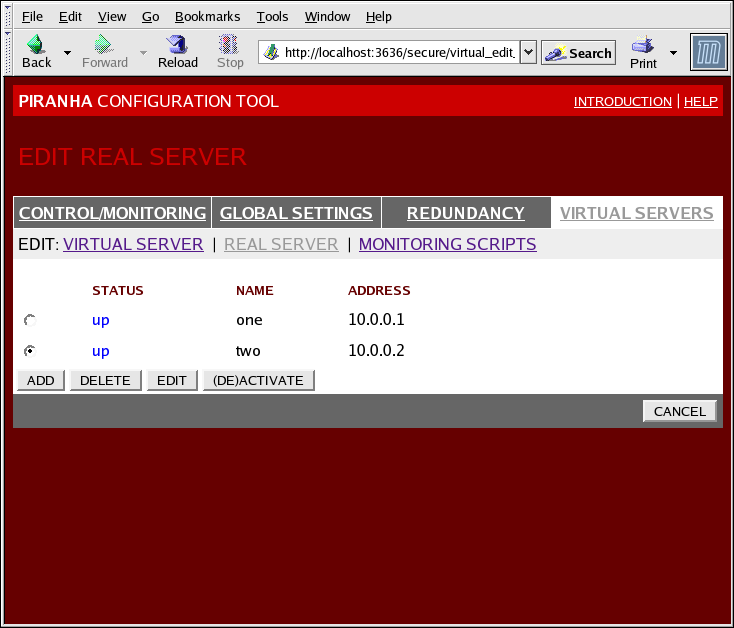 File Edit View Go Bookmarks Tools Window Help
Back Forward Reload Stop http://localhost:3636/secure/virtual_edit_ Search Print
PIRANHA CONFIGURATION TOOL INTRODUCTION | HELP
EDIT REAL SERVER
CONTROL/MONITORING GLOBAL SETTINGS REDUNDANCY VIRTUAL SERVERS
EDIT: VIRTUAL SERVER | REAL SERVER | MONITORING SCRIPTS
STATUS NAME ADDRESS
up one 10.0.0.1
up two 10.0.0.2
ADD DELETE EDIT (DE)ACTIVATE
CANCEL